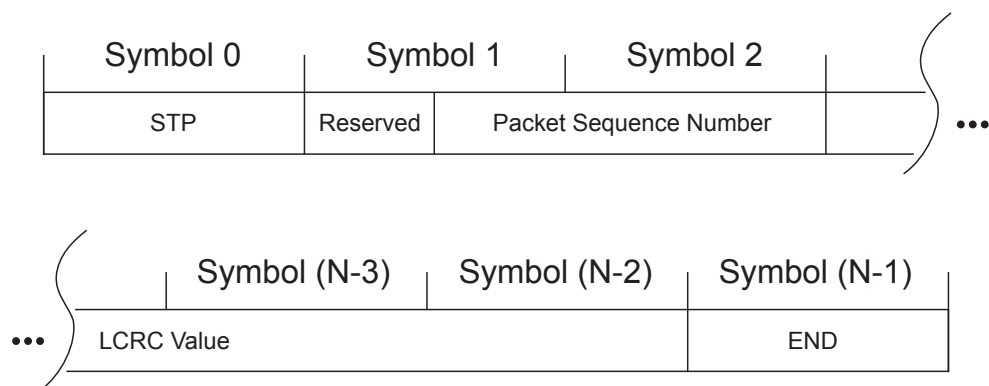 Symbol 0 Symbol 1 Symbol 2
STP Reserved Packet Sequence Number •••
Symbol (N-3) Symbol (N-2) Symbol (N-1)
••• LCRC Value END